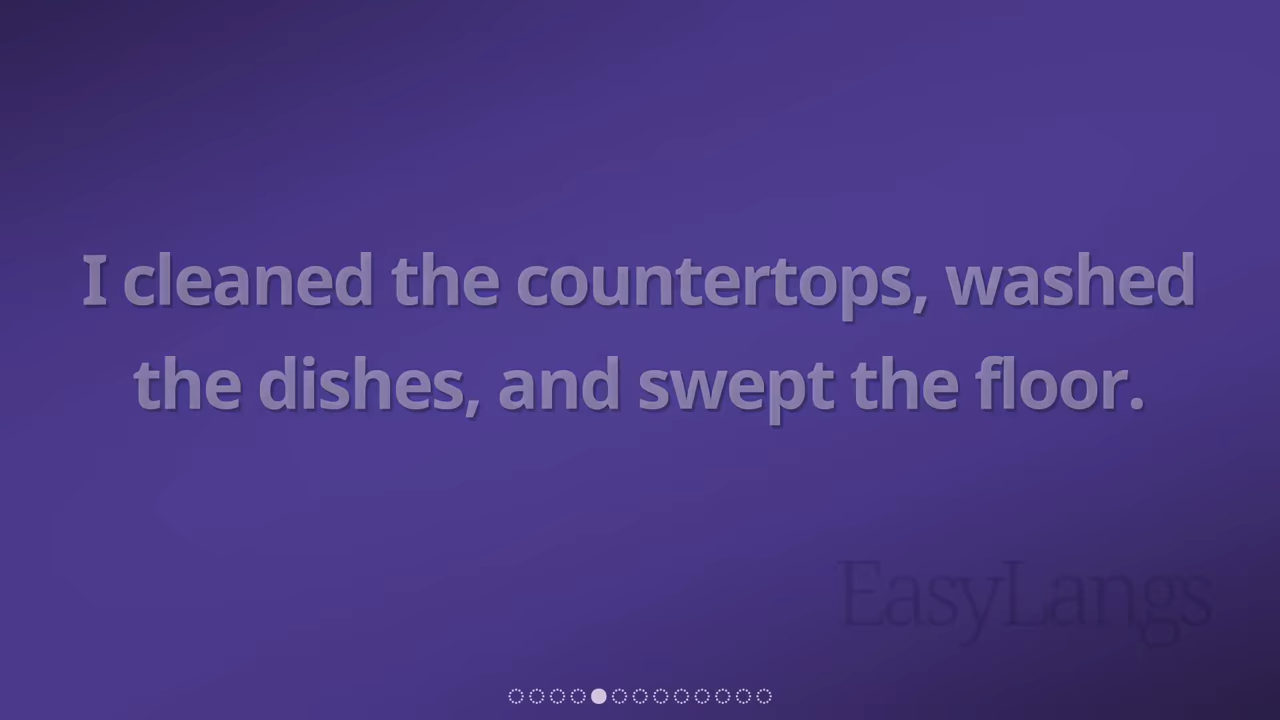 I cleaned the countertops, washed
the dishes, and swept the floor.
EasyLangs